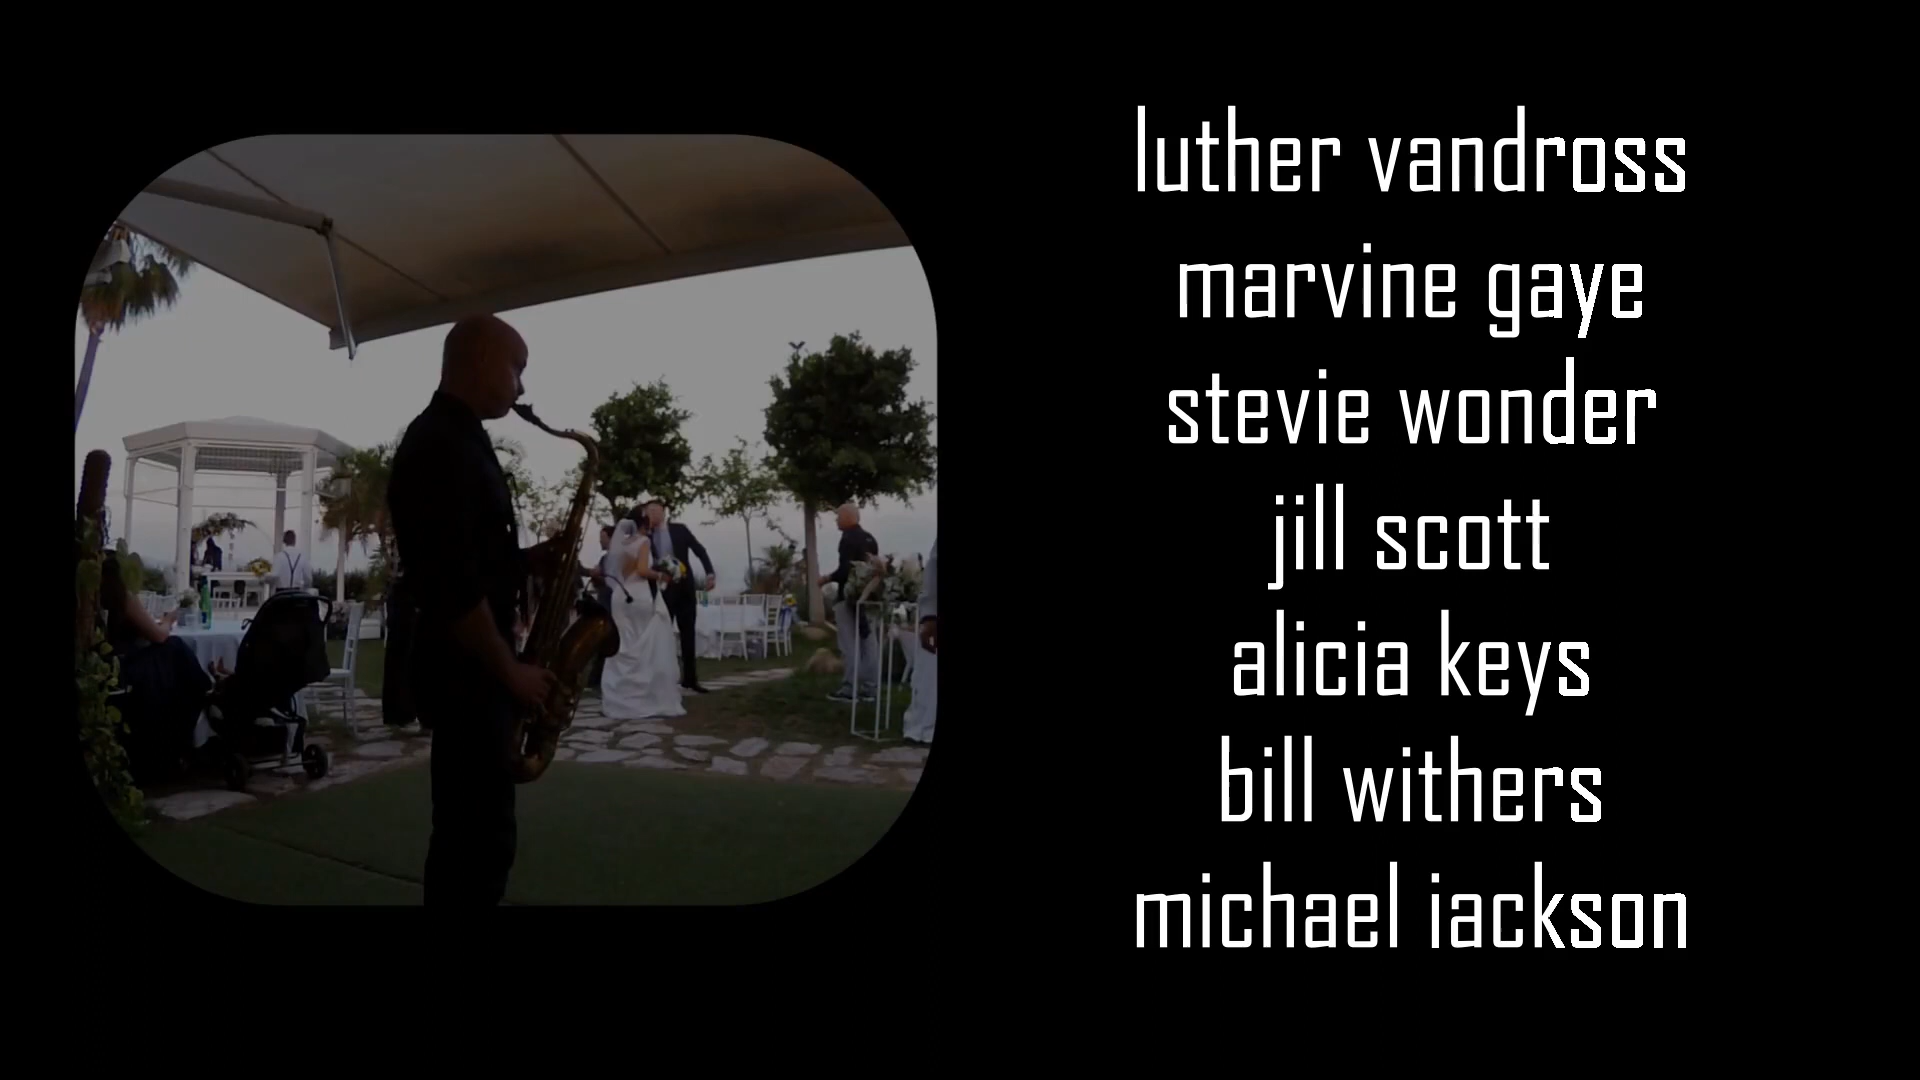 luther vandross
marvine gaye
stevie wonder
jill scott
alicia keys
bill withers
michael iackson